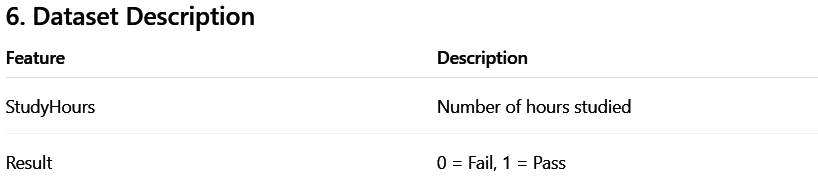 6. Dataset Description
Feature Description
StudyHours Number of hours studied
Result 0 = Fail, 1 = Pass